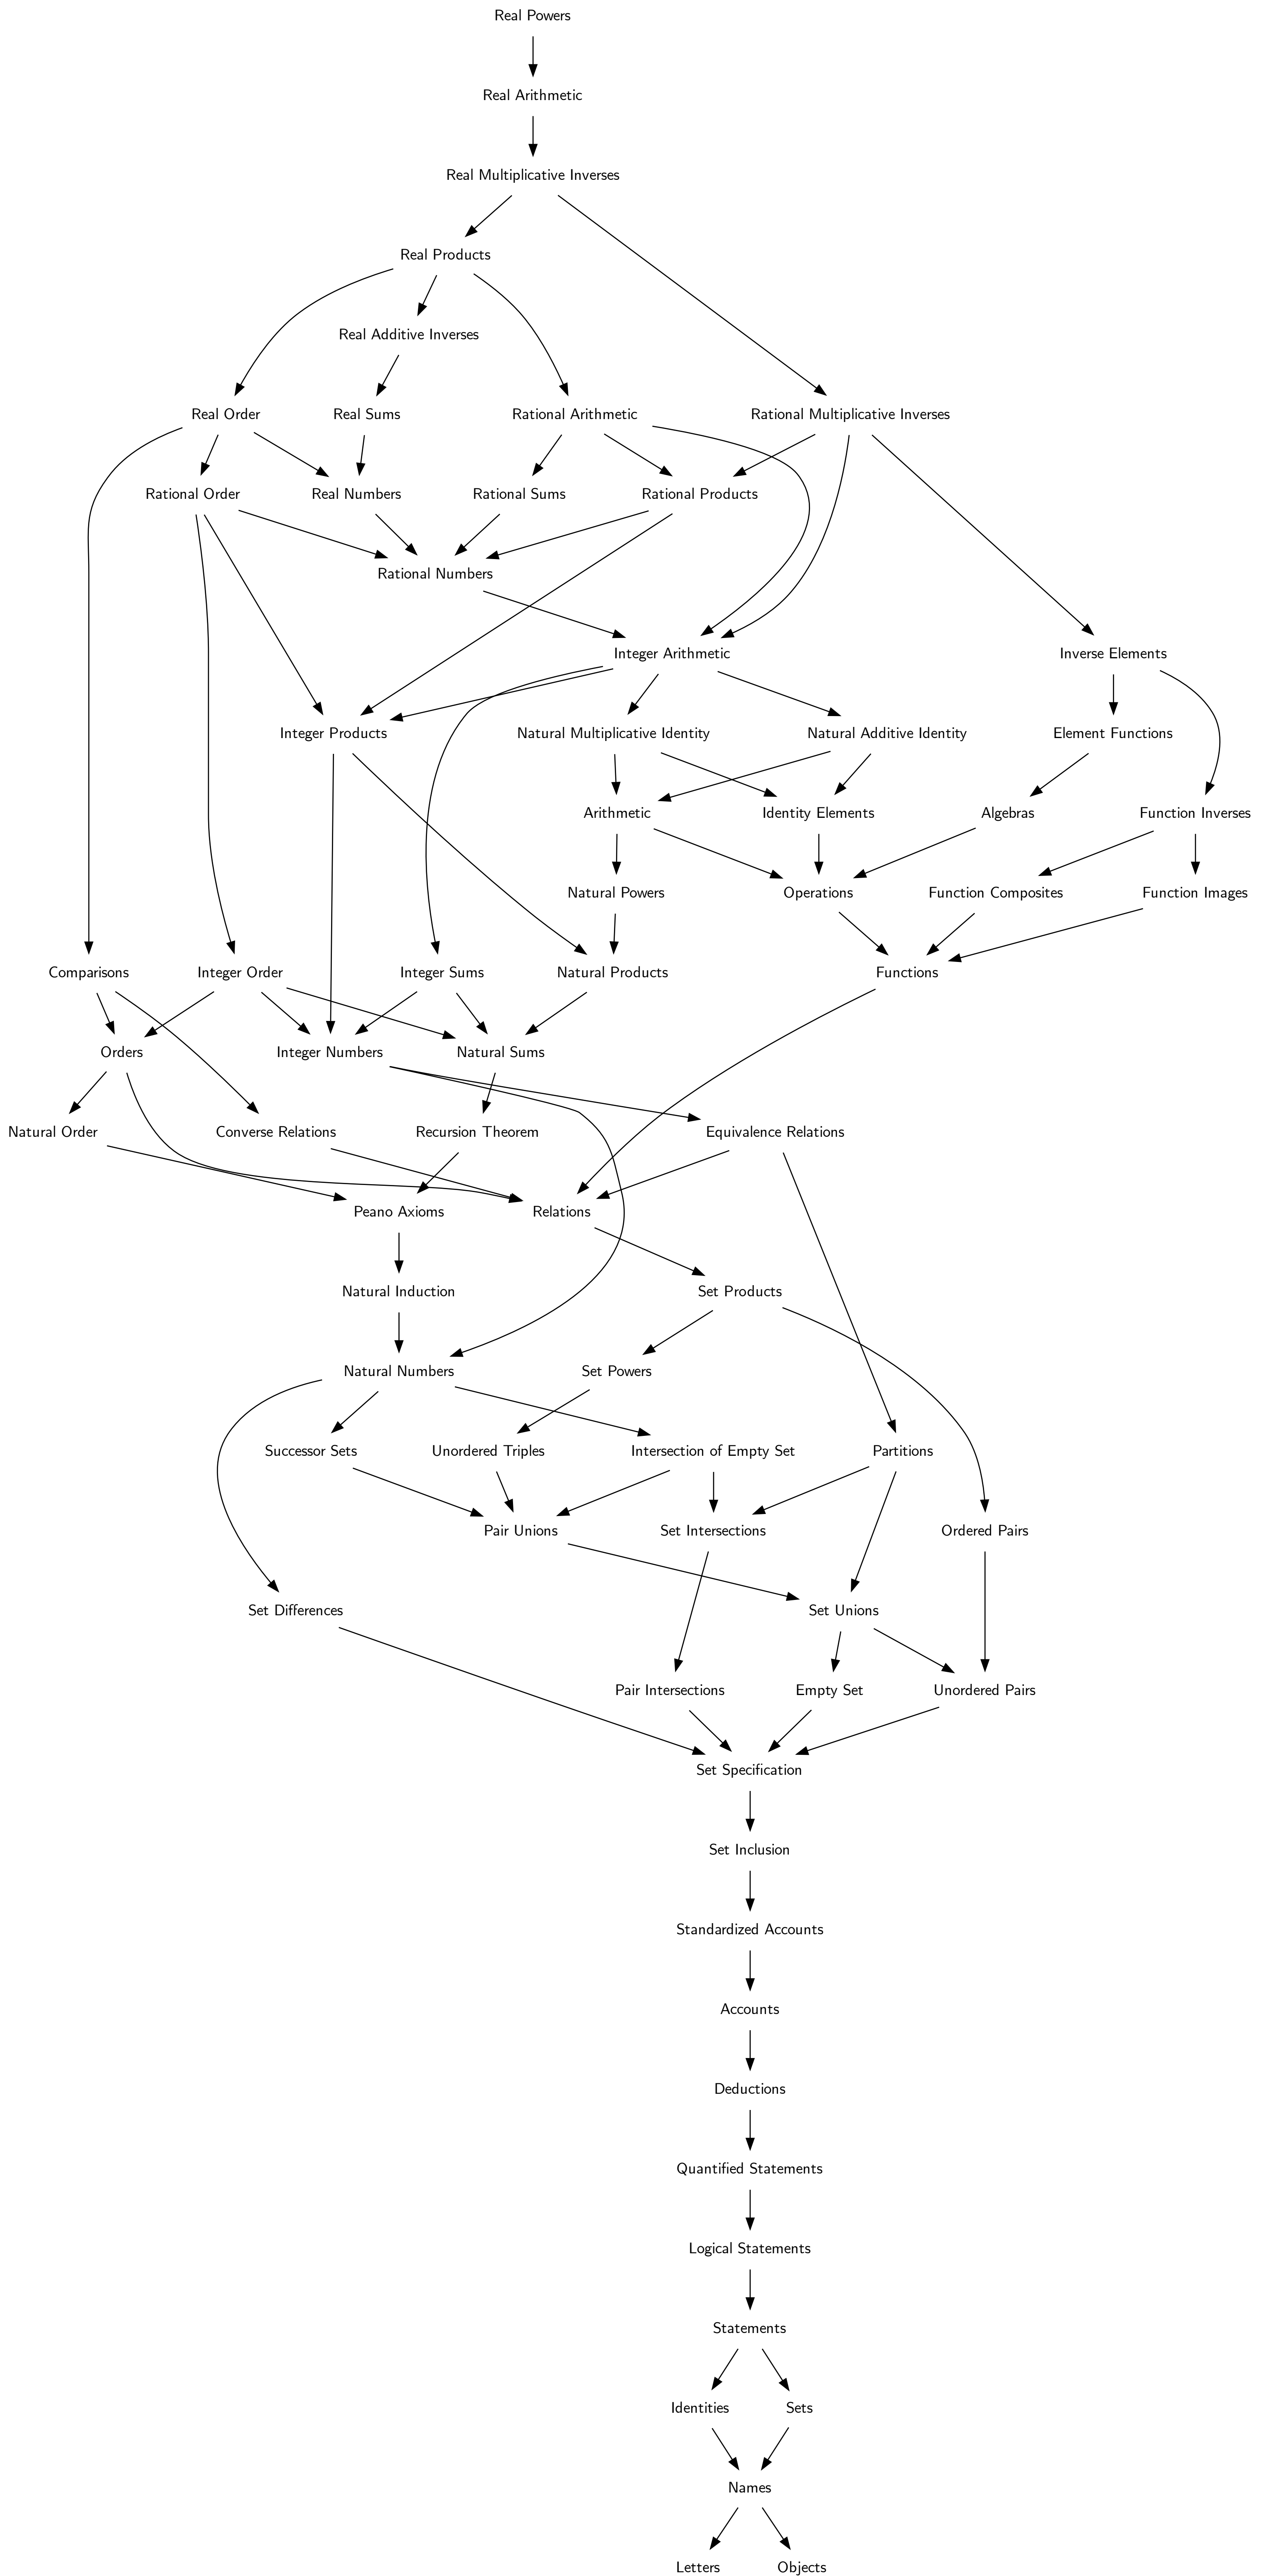 Real Powers
Real Arithmetic
Real Multiplicative Inverses
Real Products
Real Additive Inverses
Real Order
Real Sums
Rational Arithmetic
Rational Multiplicative Inverses
Rational Order
Real Numbers
Rational Sums
Rational Products
Rational Numbers
Integer Arithmetic
Inverse Elements
Integer Products
Natural Multiplicative Identity
Natural Additive Identity
Element Functions
Arithmetic
Identity Elements
Algebras
Function Inverses
Natural Powers
Operations
Function Composites
Function Images
Comparisons
Integer Order
Integer Sums
Natural Products
Functions
Orders
Integer Numbers
Natural Sums
Natural Order
Converse Relations
Recursion Theorem
Equivalence Relations
Peano Axioms
Relations
Natural Induction
Set Products
Natural Numbers
Set Powers
Successor Sets
Unordered Triples
Intersection of Empty Set
Partitions
Pair Unions
Set Intersections
Ordered Pairs
Set Differences
Set Unions
Pair Intersections
Empty Set
Unordered Pairs
Set Specification
Set Inclusion
Standardized Accounts
Accounts
Deductions
Quantified Statements
Logical Statements
Statements
Identities
Sets
Names
Letters
Objects